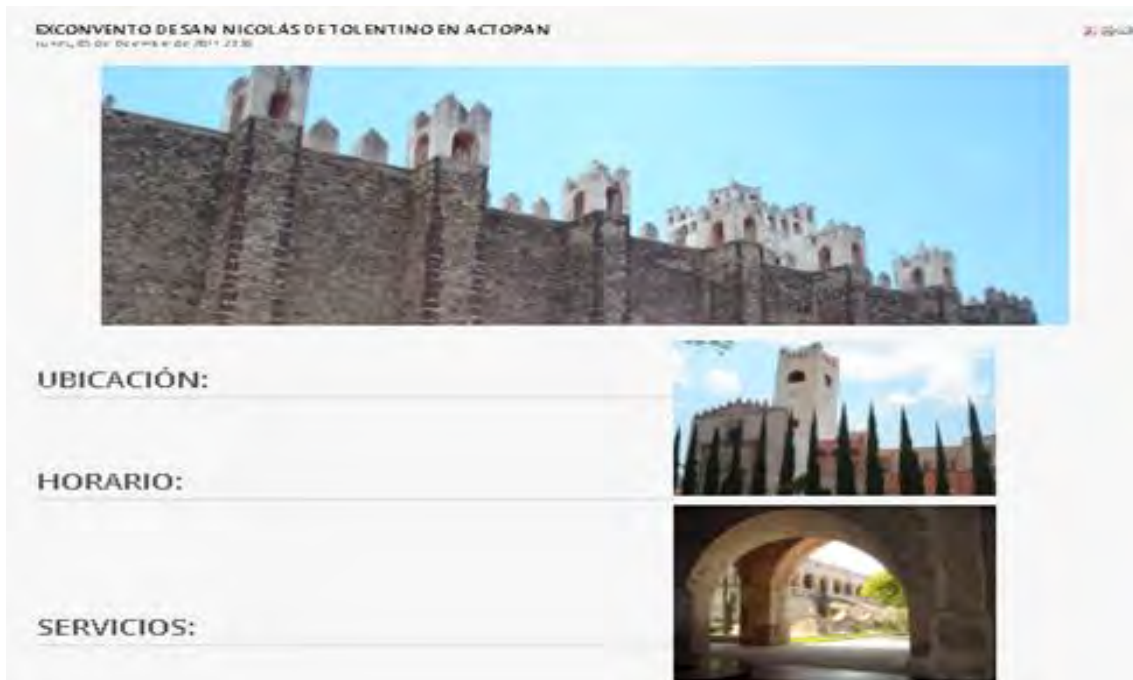 EXCONVENTO DE SAN NICOLÁS DE TOLENTINO EN ACTOPAN
UBICACIÓN:
HORARIO:
SERVICIOS: